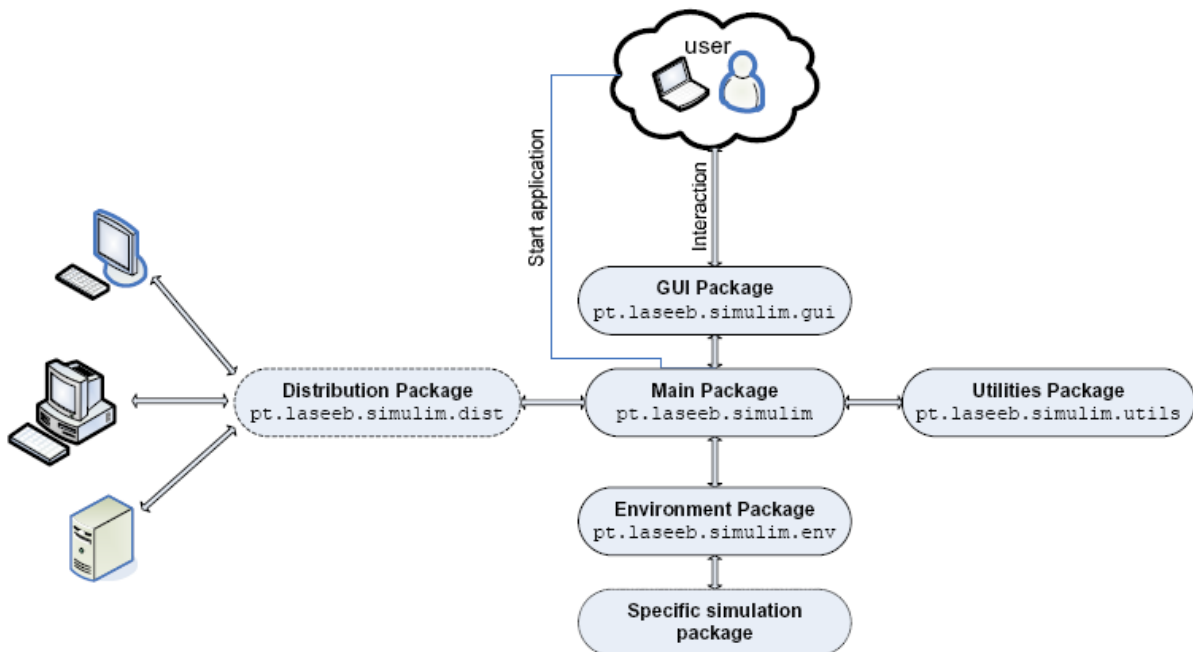 user
Start application
Interaction
GUI Package
pt.laseeb.simulim.gui
Distribution Package
pt.laseeb.simulim.dist
Main Package
pt.laseeb.simulim
Utilities Package
pt.laseeb.simulim.utils
Environment Package
pt.laseeb.simulim.env
Specific simulation
package